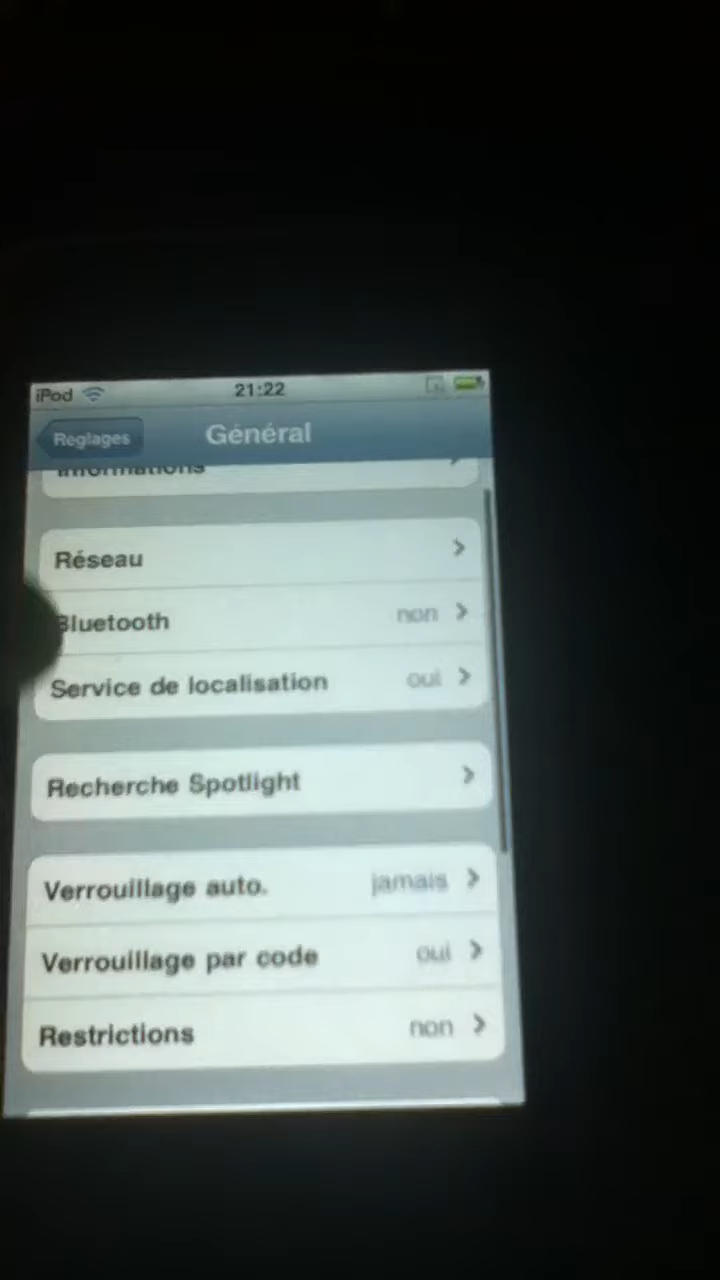 iPod 21:22
Reglages Général
Informations
Réseau
Bluetooth non
Service de localisation oui
Recherche Spotlight
Verrouillage auto. jamais
Verrouillage par code oui
Restrictions non